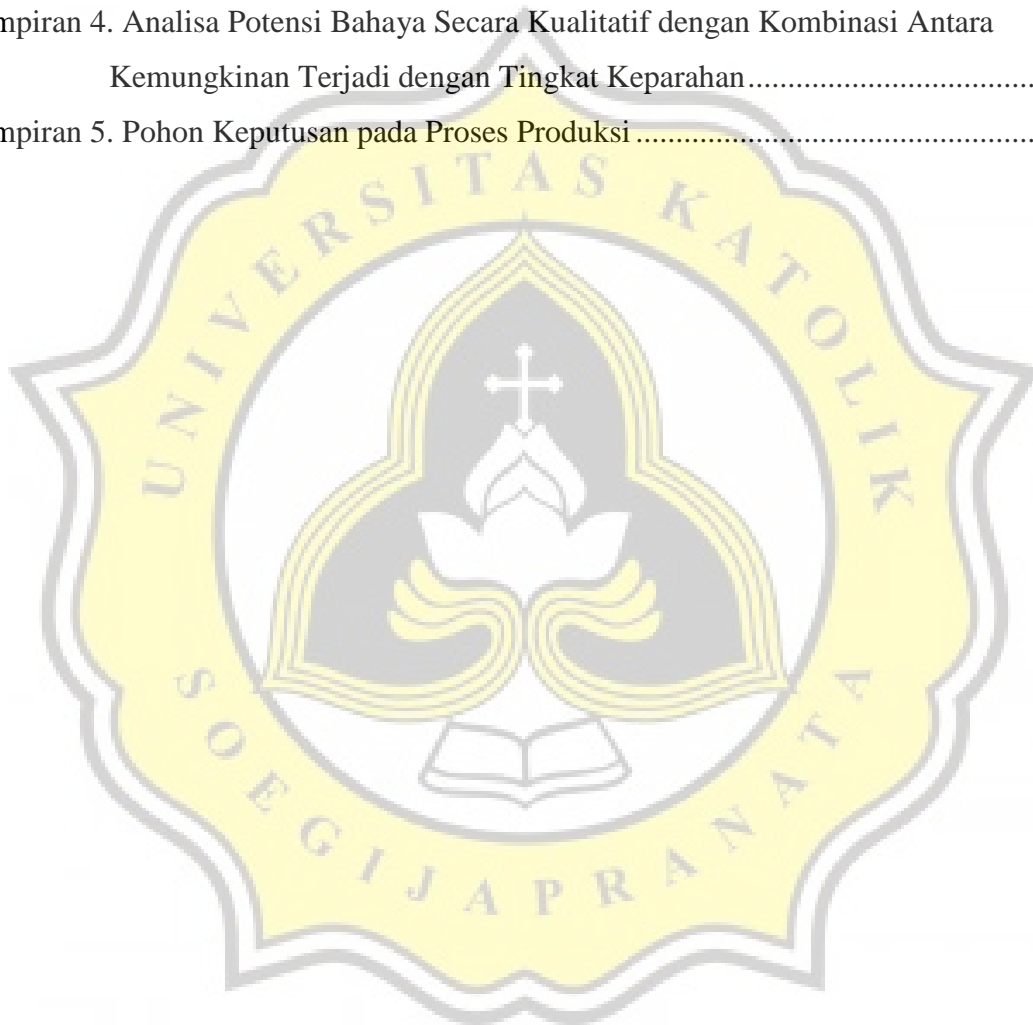 mpiran 4. Analisa Potensi Bahaya Secara Kualitatif dengan Kombinasi Antara
Kemungkinan Terjadi dengan Tingkat Keparahan....................................
mpiran 5. Pohon Keputusan pada Proses Produksi..................................................
UNIVERSITAS KATOLIK
SOEGIJAPRANATA